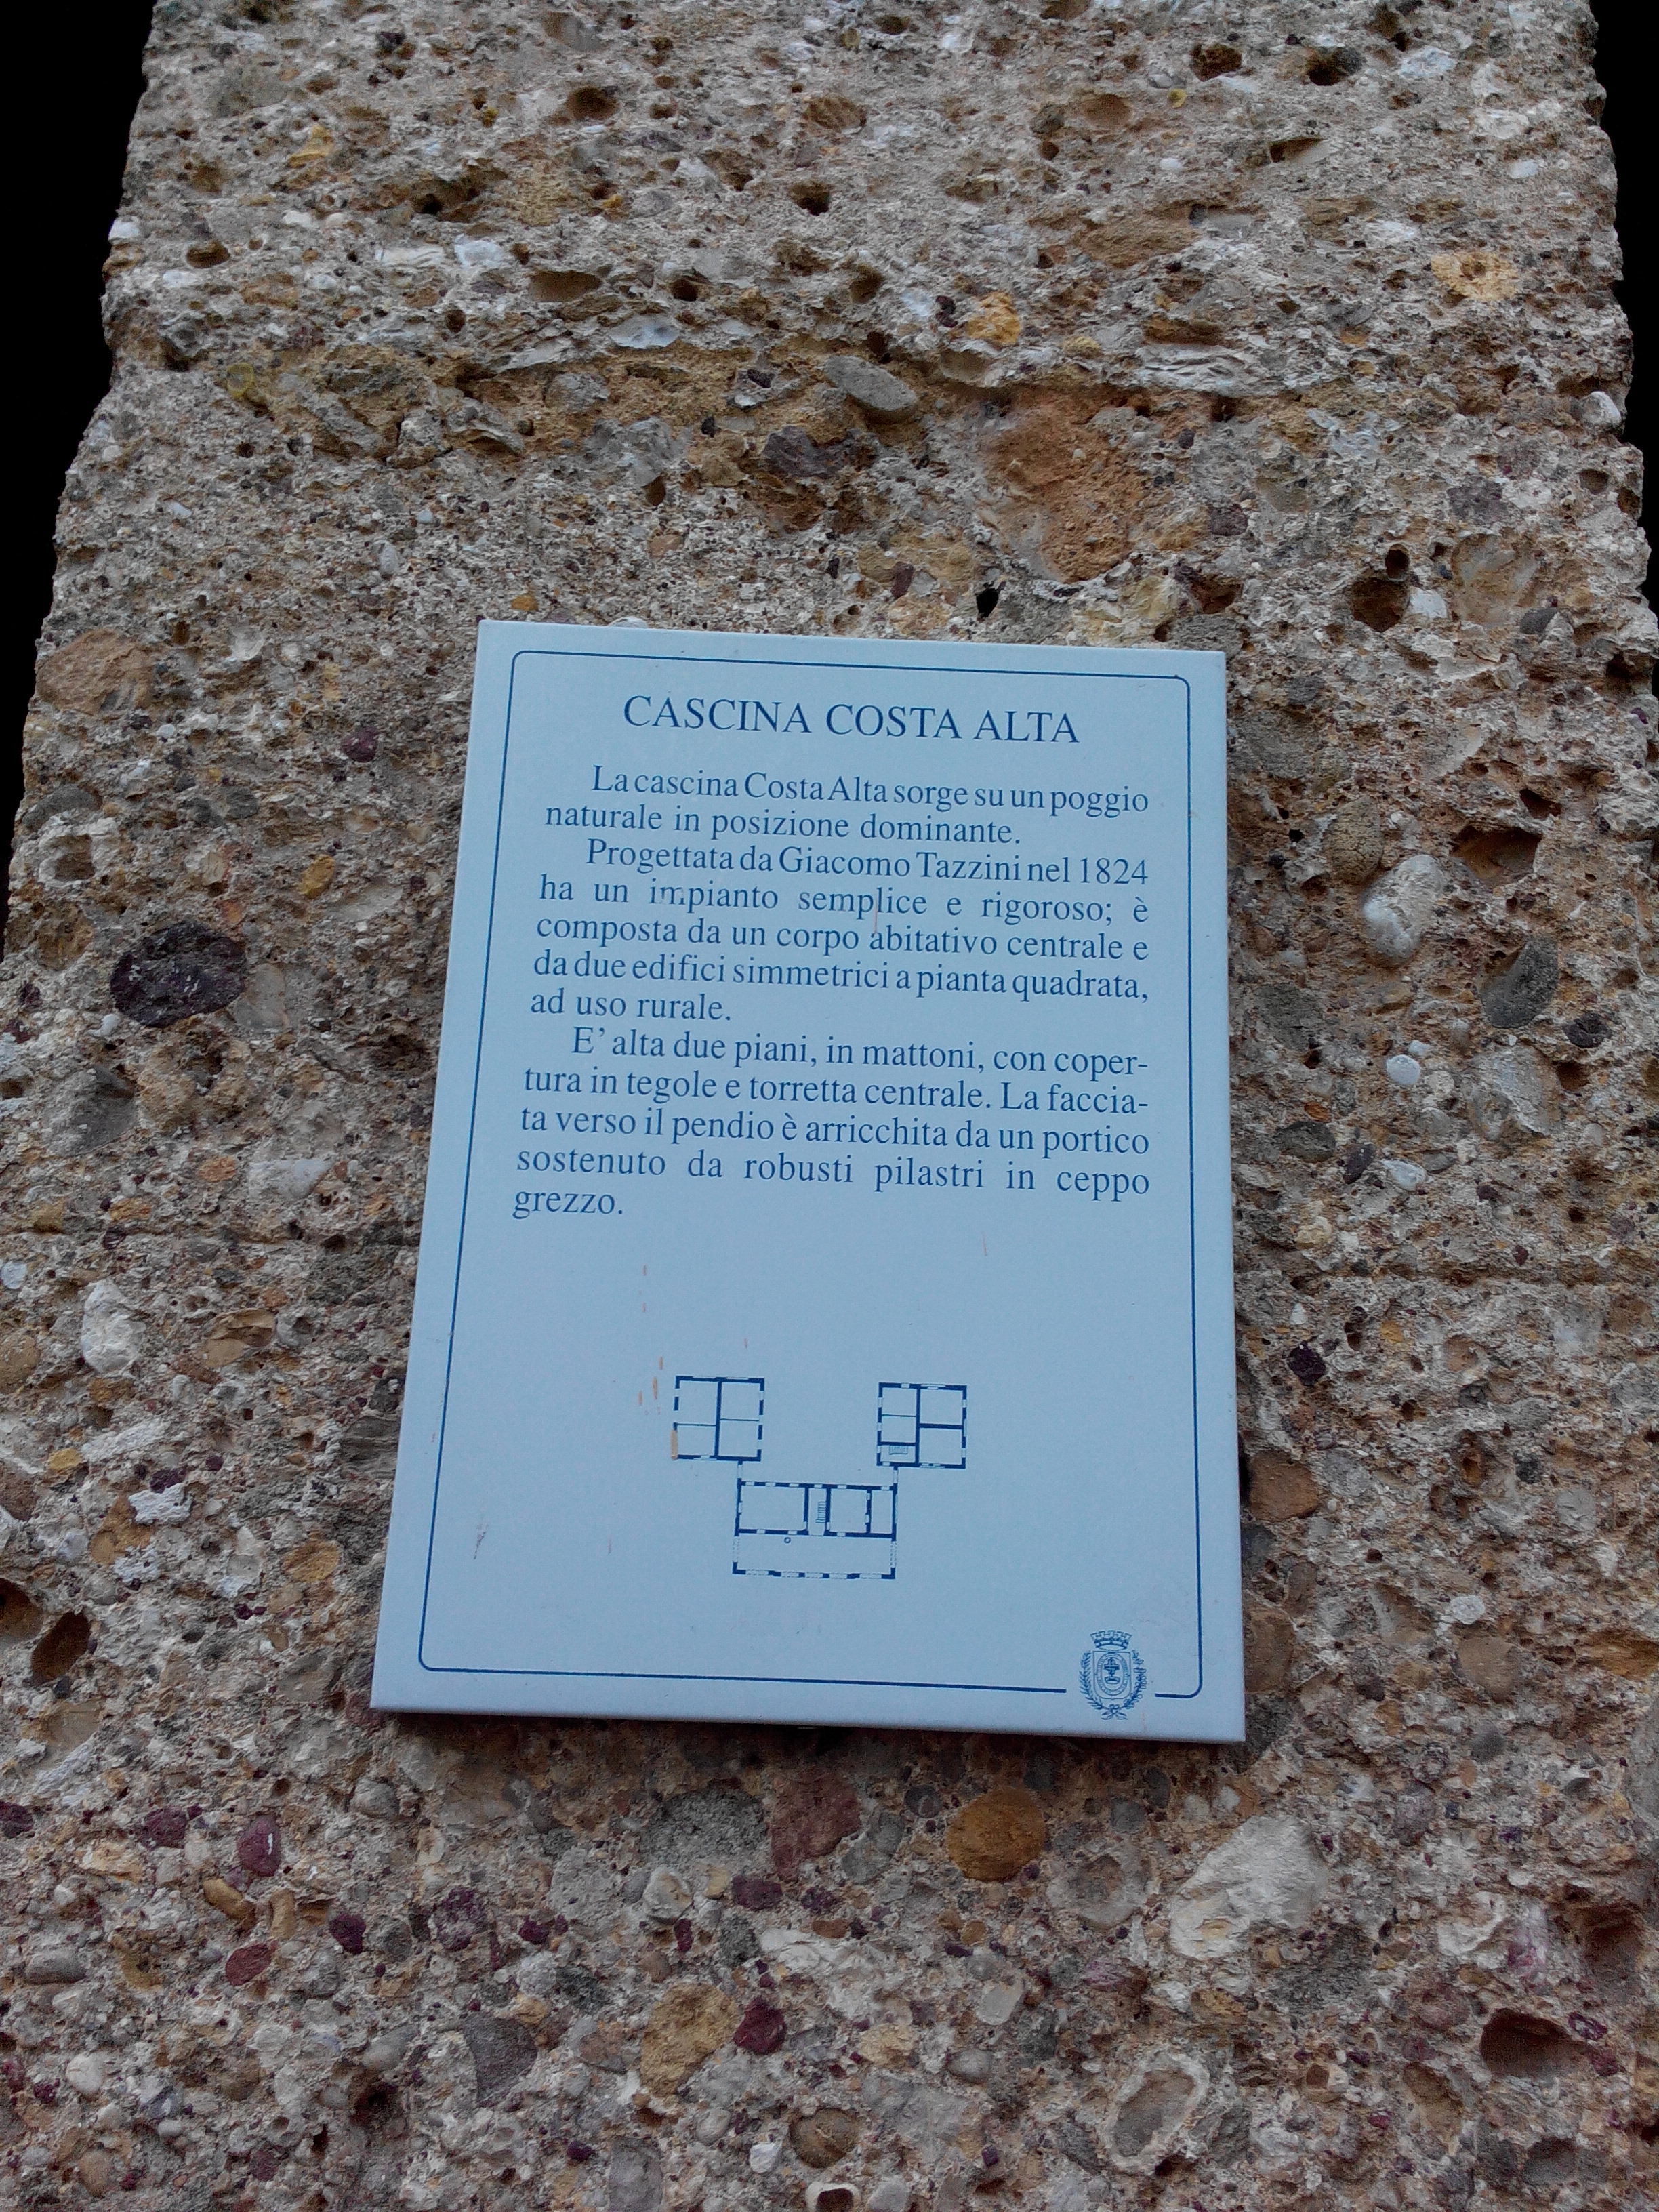 CASCINA COSTA ALTA
La cascina Costa Alta sorge su un poggio
naturale in posizione dominante.
Progettata da Giacomo Tazzini nel 1824
ha un impianto semplice e rigoroso; è
composta da un corpo abitativo centrale e
da due edifici simmetrici a pianta quadrata,
ad uso rurale.
E' alta due piani, in mattoni, con coper-
tura in tegole e torretta centrale. La faccia-
ta verso il pendio è arricchita da un portico
sostenuto da robusti pilastri in ceppo
grezzo.